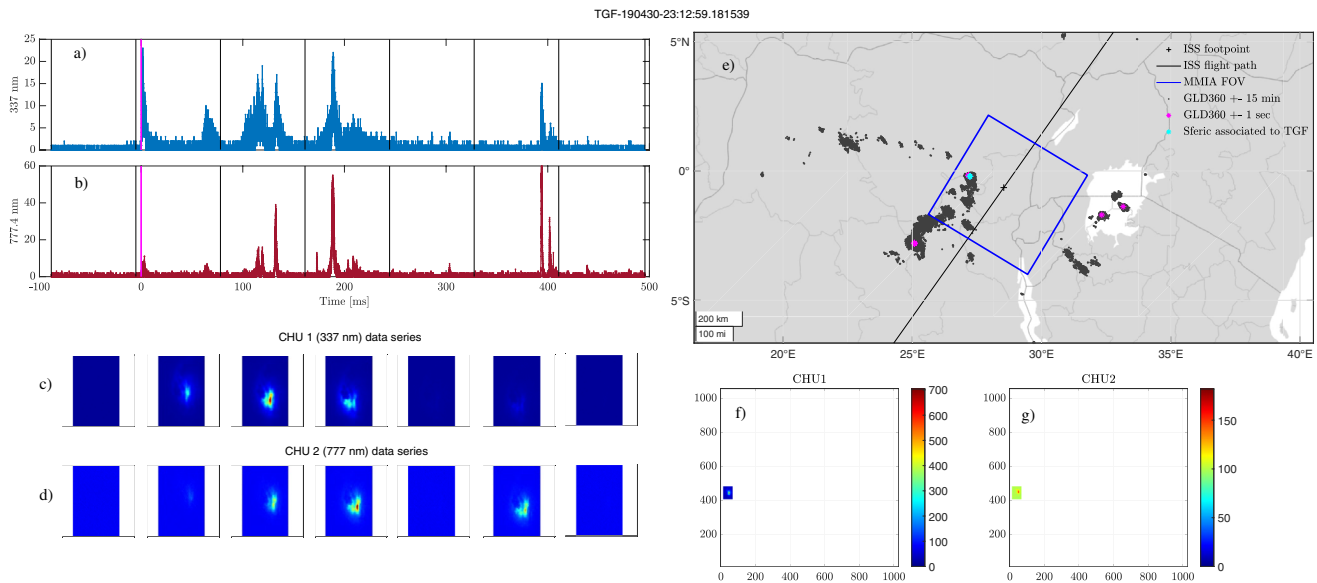 TGF-190430-23:12:59.181539
a)
337 nm
25
20
15
10
5
0
b)
777.4 nm
60
40
20
0
-100
0
100
200
300
400
500
Time [ms]
CHU 1 (337 nm) data series
c)
CHU 2 (777 nm) data series
d)
e)
ISS footpoint
ISS flight path
MMIA FOV
GLD360 +- 15 min
GLD360 +- 1 sec
Sferic associated to TGF
5°N
0°
5°S
200 km
100 mi
20°E
25°E
30°E
35°E
40°E
CHU1
f)
1000
800
600
400
200
0
200
400
600
800
1000
700
600
500
400
300
200
100
0
CHU2
g)
1000
800
600
400
200
0
200
400
600
800
1000
150
100
50
0